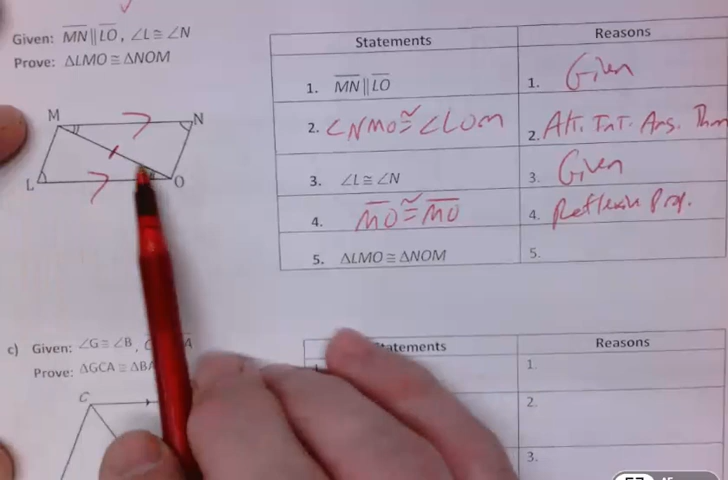 Given: MN ∥ LO, ∠L ≅ ∠N
Prove: ΔLMO ≅ ΔNOM
M
N
L
O
Statements
Reasons
1. MN ∥ LO
1. Given
2. ∠NMO ≅ ∠LOM
2. Alt. Int. Ans. Thm
3. ∠L ≅ ∠N
3. Given
4. MO ≅ MO
4. Reflexive Prop.
5. ΔLMO ≅ ΔNOM
5.
c) Given: ∠G ≅ ∠B,
Prove: ΔGCA ≅ ΔBA
C
Reasons
1.
2.
3.